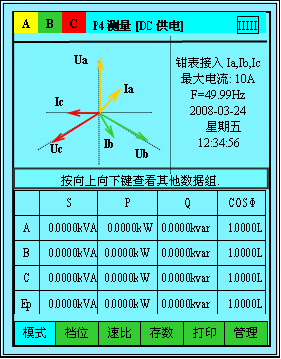 A B C P4 测量 [DC 供电]
Ua
Ia
Ic
Ib
Uc
Ub
钳表接入 Ia,Ib,Ic
最大电流: 10A
F=49.99Hz
2008-03-24
星期五
12:34:56
按向上向下键查看其他数据组.
S P Q COSΦ
A 0.0000kVA 0.0000kW 0.0000kvar 1.0000L
B 0.0000kVA 0.0000kW 0.0000kvar 1.0000L
C 0.0000kVA 0.0000kW 0.0000kvar 1.0000L
Ep 0.0000kVA 0.0000kW 0.0000kvar 1.0000L
模式 档位 速比 存数 打印 管理